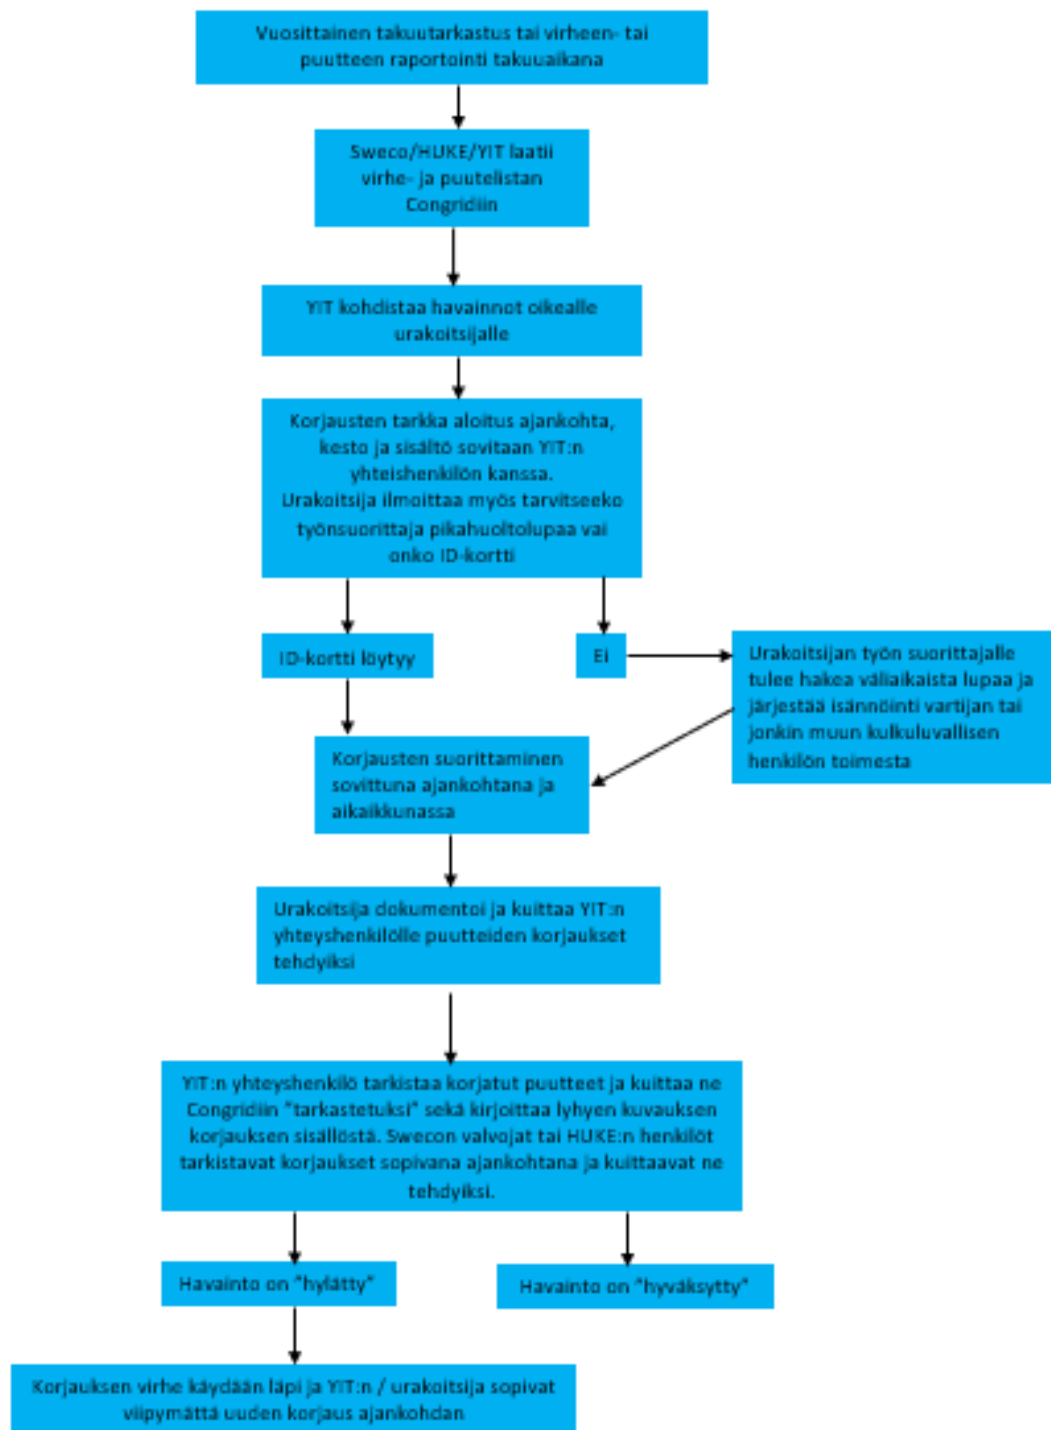 Vuosittainen takuutarkastus tai virheen- tai
puutteen raportointi takuuaikana
Sweco/HUKE/YIT laatii
virhe- ja puutelistan
Congridiin
YIT kohdistaa havainnot oikealle
urakoitsijalle
Korjausten tarkka aloitus ajankohta,
kesto ja sisältö sovitaan YIT:n
yhteishenkilön kanssa.
Urakoitsija ilmoittaa myös tarvitseeko
työnsuorittaja pikahuoltolupaa vai
onko ID-kortti
ID-kortti löytyy
Ei
Urakoitsijan työn suorittajalle
tulee hakea väliaikaista lupaa ja
järjestää isännöinti vartijan tai
jonkin muun kulkuluvallisen
henkilön toimesta
Korjausten suorittaminen
sovittuna ajankohtana ja
aikaikkunassa
Urakoitsija dokumentoi ja kuittaa YIT:n
yhteyshenkilölle puutteiden korjaukset
tehdyiksi
YIT:n yhteyshenkilö tarkistaa korjatut puutteet ja kuittaa ne
Congridiin "tarkastetuksi" sekä kirjoittaa lyhyen kuvauksen
korjauksen sisällöstä. Swecon valvojat tai HUKE:n henkilöt
tarkistavat korjaukset sopivana ajankohtana ja kuittaavat ne
tehdyiksi.
Havainto on "hylätty"
Havainto on "hyväksytty"
Korjauksen virhe käydään läpi ja YIT:n / urakoitsija sopivat
viipymättä uuden korjaus ajankohdan